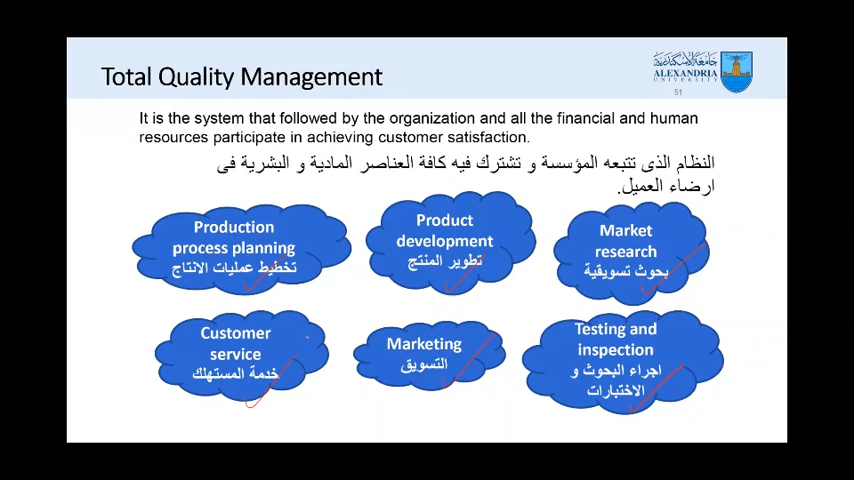 Total Quality Management
جامعة الإسكندرية
ALEXANDRIA
UNIVERSITY
51
It is the system that followed by the organization and all the financial and human
resources participate in achieving customer satisfaction.
النظام الذى تتبعه المؤسسة و تشترك فيه كافة العناصر المادية و البشرية فى
ارضاء العميل.
Production
process planning
تخطيط عمليات الانتاج
Product
development
تطوير المنتج
Market
research
بحوث تسويقية
Customer
service
خدمة المستهلك
Marketing
التسويق
Testing and
inspection
اجراء البحوث و
الاختبارات